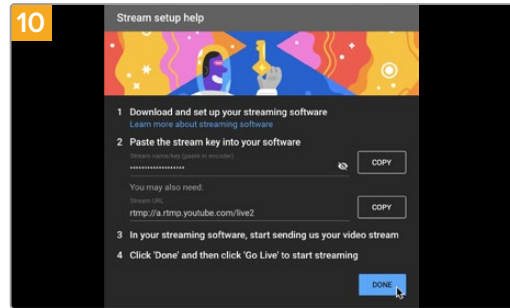 10
Stream setup help
1 Download and set up your streaming software
Learn more about streaming software
2 Paste the stream key into your software
Stream name/key (paste in encoder)
••••••••••••••••••• COPY
You may also need:
Stream URL
rtmp://a.rtmp.youtube.com/live2 COPY
3 In your streaming software, start sending us your video stream
4 Click 'Done' and then click 'Go Live' to start streaming
DONE